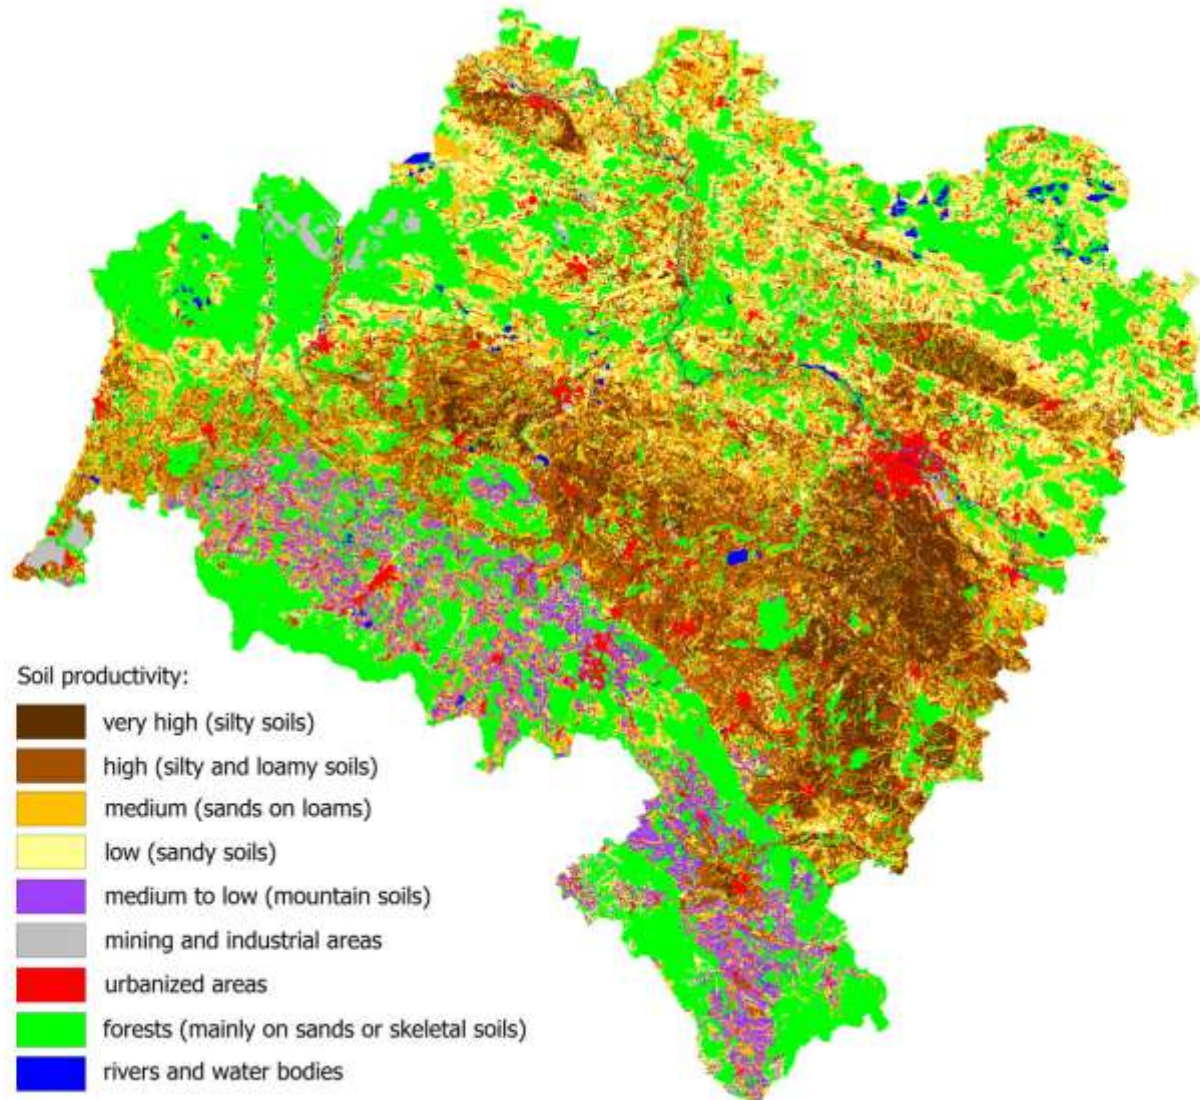 Soil productivity:
very high (silty soils)
high (silty and loamy soils)
medium (sands on loams)
low (sandy soils)
medium to low (mountain soils)
mining and industrial areas
urbanized areas
forests (mainly on sands or skeletal soils)
rivers and water bodies